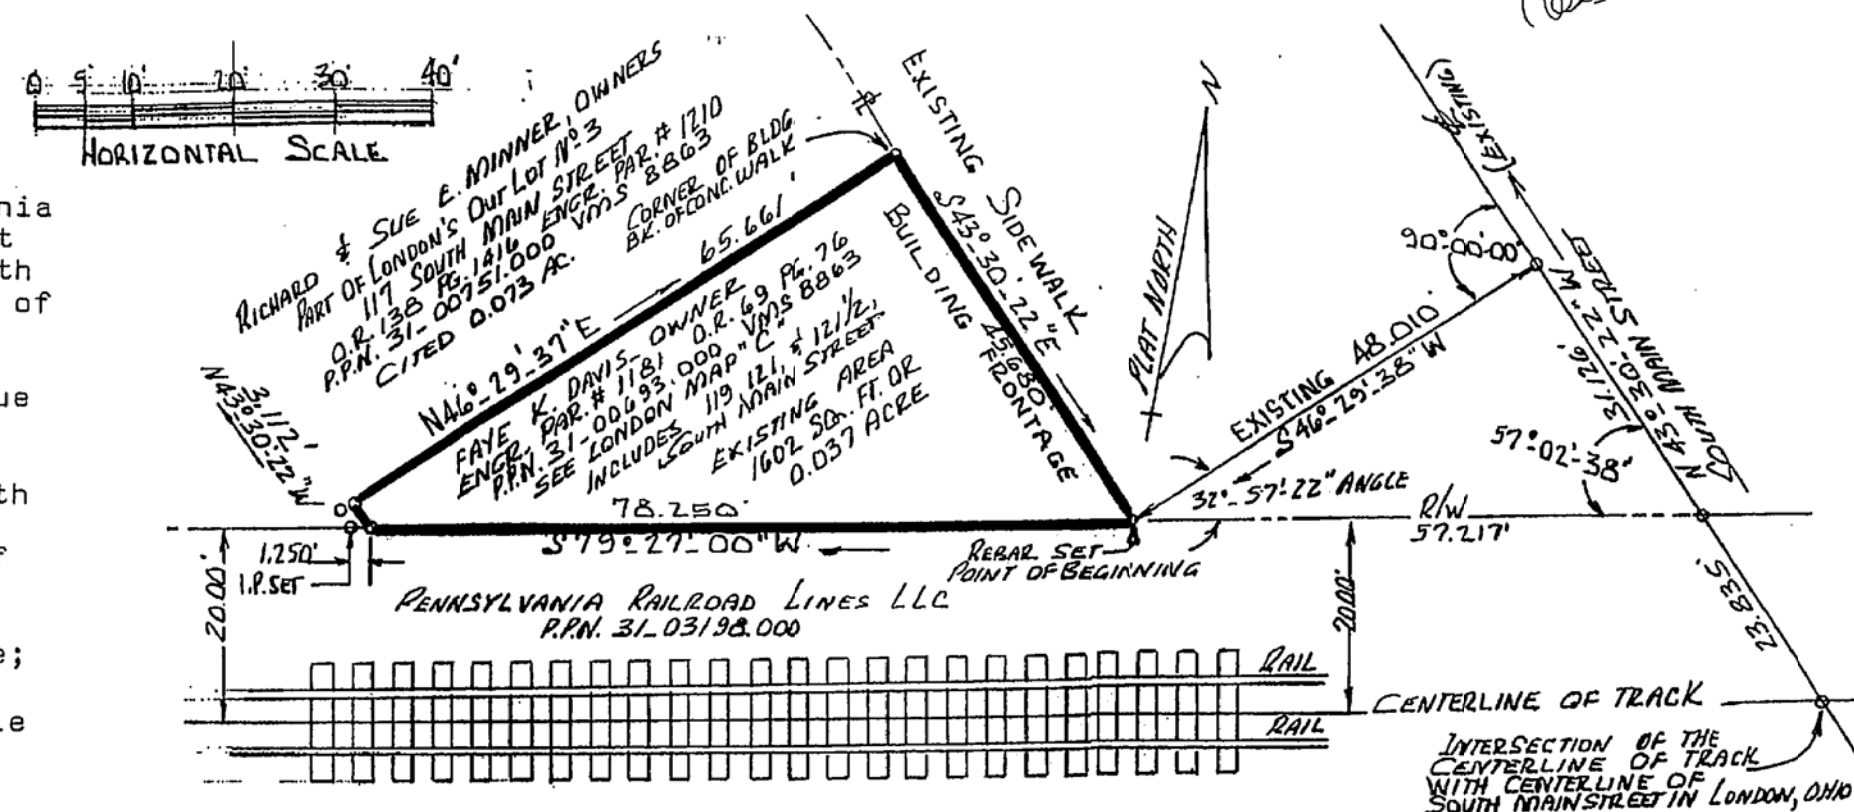 0 5' 10' 20' 30' 40'
HORIZONTAL SCALE
nia
t
th
of
ue
th
f
e;
le
RICHARD & SUE E. MINNER, OWNERS
PART OF LONDON'S OUT LOT Nº 3
117 SOUTH MAIN STREET
O.R. 138 PG. 1416 ENGR. PAR. # 1210
P.P.N. 31-00751.000 VMS 8863
CITED 0.073 AC.
CORNER OF BLDG
BK. OF CONC. WALK
65.661'
N46°-29'-37"E
EXISTING SIDEWALK
S43°-30'-22"E
45.680'
BUILDING FRONTAGE
FAYE K. DAVIS- OWNER
ENGR. PAR. # 1181 O.R. 69 PG. 76
P.P.N. 31-00693.000 VMS 8863
SEE LONDON MAP "C"
INCLUDES 119, 121, & 121 1/2,
SOUTH MAIN STREET
EXISTING AREA
1602 SQ. FT. OR
0.037 ACRE
3.112-
N43°-30'-22"W
78.250'
S79°-27'-00"W
1.250'
I.P. SET
20.00'
REBAR SET
POINT OF BEGINNING
PENNSYLVANIA RAILROAD LINES LLC
P.P.N. 31-03198.000
RAIL
RAIL
20.00'
CENTERLINE OF TRACK
PLAT NORTH
N
EXISTING 48.010'
S46°-29'-38"W
32°-57'-22" ANGLE
R/W
57.217'
90°-00'-00"
57°-02'-38'
31.126'
N 43°-30'-22"W
SOUTH MAIN STREET
(EXISTING)
23.835'
INTERSECTION OF THE
CENTERLINE OF TRACK
WITH CENTERLINE OF
SOUTH MAIN STREET IN LONDON, OHIO